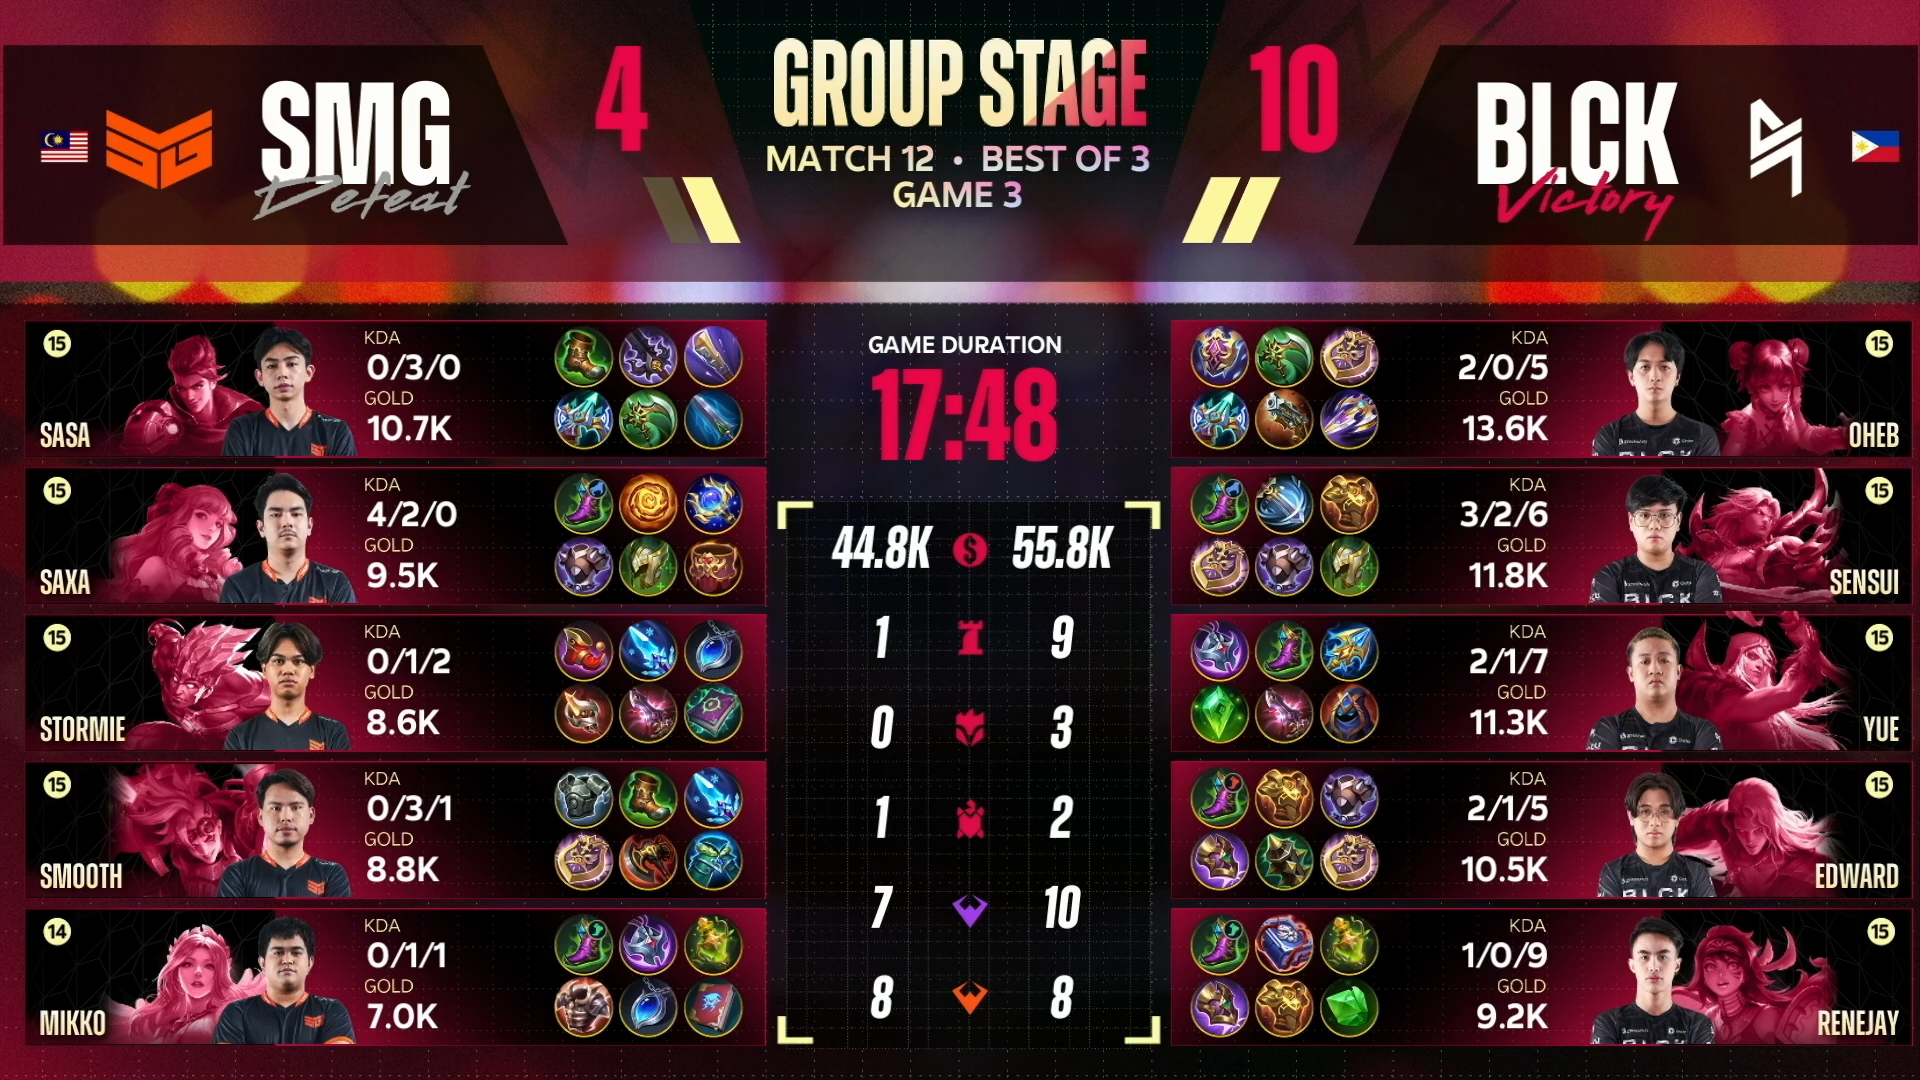 SMG
Defeat
4
GROUP STAGE
MATCH 12 • BEST OF 3
GAME 3
10
BLCK
Victory
15
SASA
KDA
0/3/0
GOLD
10.7K
15
SAXA
KDA
4/2/0
GOLD
9.5K
15
STORMIE
KDA
0/1/2
GOLD
8.6K
15
SMOOTH
KDA
0/3/1
GOLD
8.8K
14
MIKKO
KDA
0/1/1
GOLD
7.0K
GAME DURATION
17:48
44.8K $ 55.8K
1 9
0 3
1 2
7 10
8 8
KDA
2/0/5
GOLD
13.6K
15
OHEB
KDA
3/2/6
GOLD
11.8K
15
SENSUI
KDA
2/1/7
GOLD
11.3K
15
YUE
KDA
2/1/5
GOLD
10.5K
15
EDWARD
KDA
1/0/9
GOLD
9.2K
15
RENEJAY